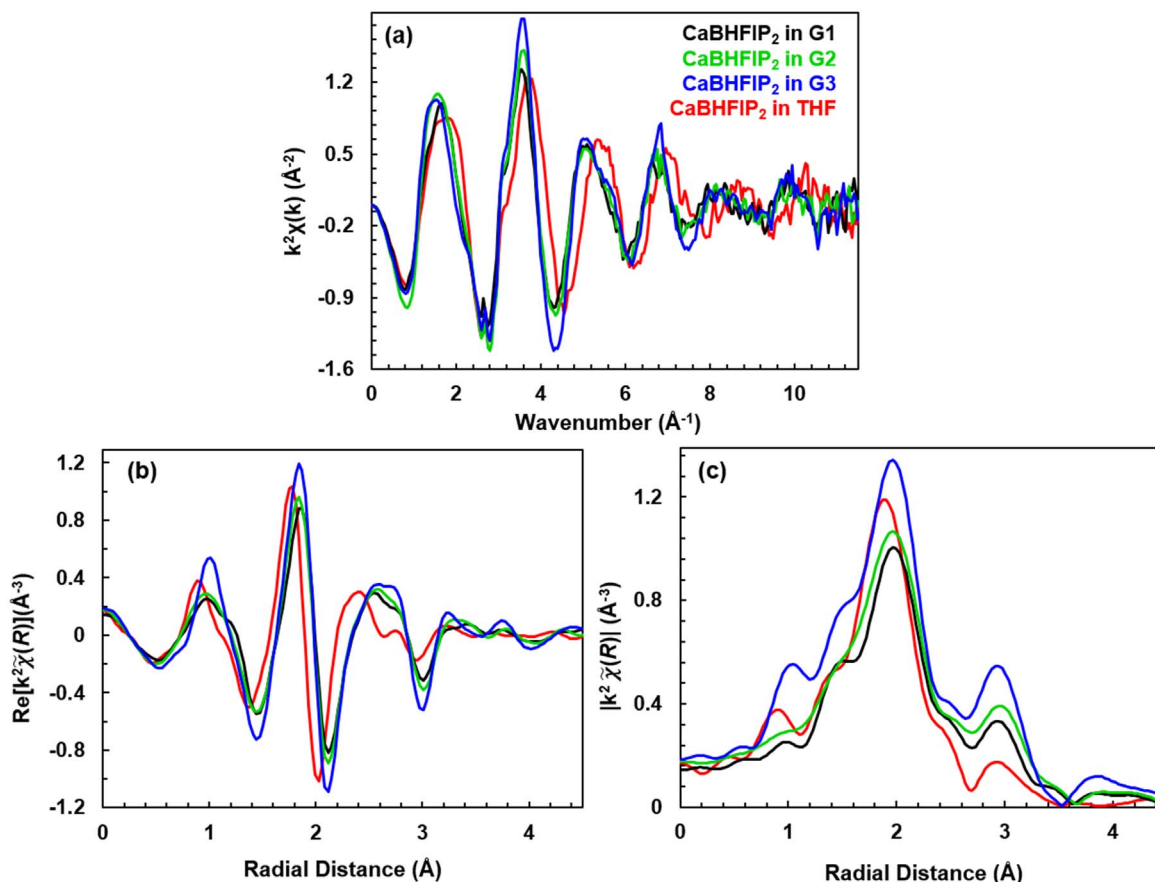 (a)
CaBHFIP₂ in G1
CaBHFIP₂ in G2
CaBHFIP₂ in G3
CaBHFIP₂ in THF
k²χ(k) (Å⁻²)
1.2
0.5
-0.2
-0.9
-1.6
0 2 4 6 8 10
Wavenumber (Å⁻¹)
(b)
Re[k²χ̃(R)](Å⁻³)
1.2
0.8
0.4
0
-0.4
-0.8
-1.2
0 1 2 3 4
Radial Distance (Å)
(c)
|k² χ̃(R)| (Å⁻³)
1.2
0.8
0.4
0
0 1 2 3 4
Radial Distance (Å)